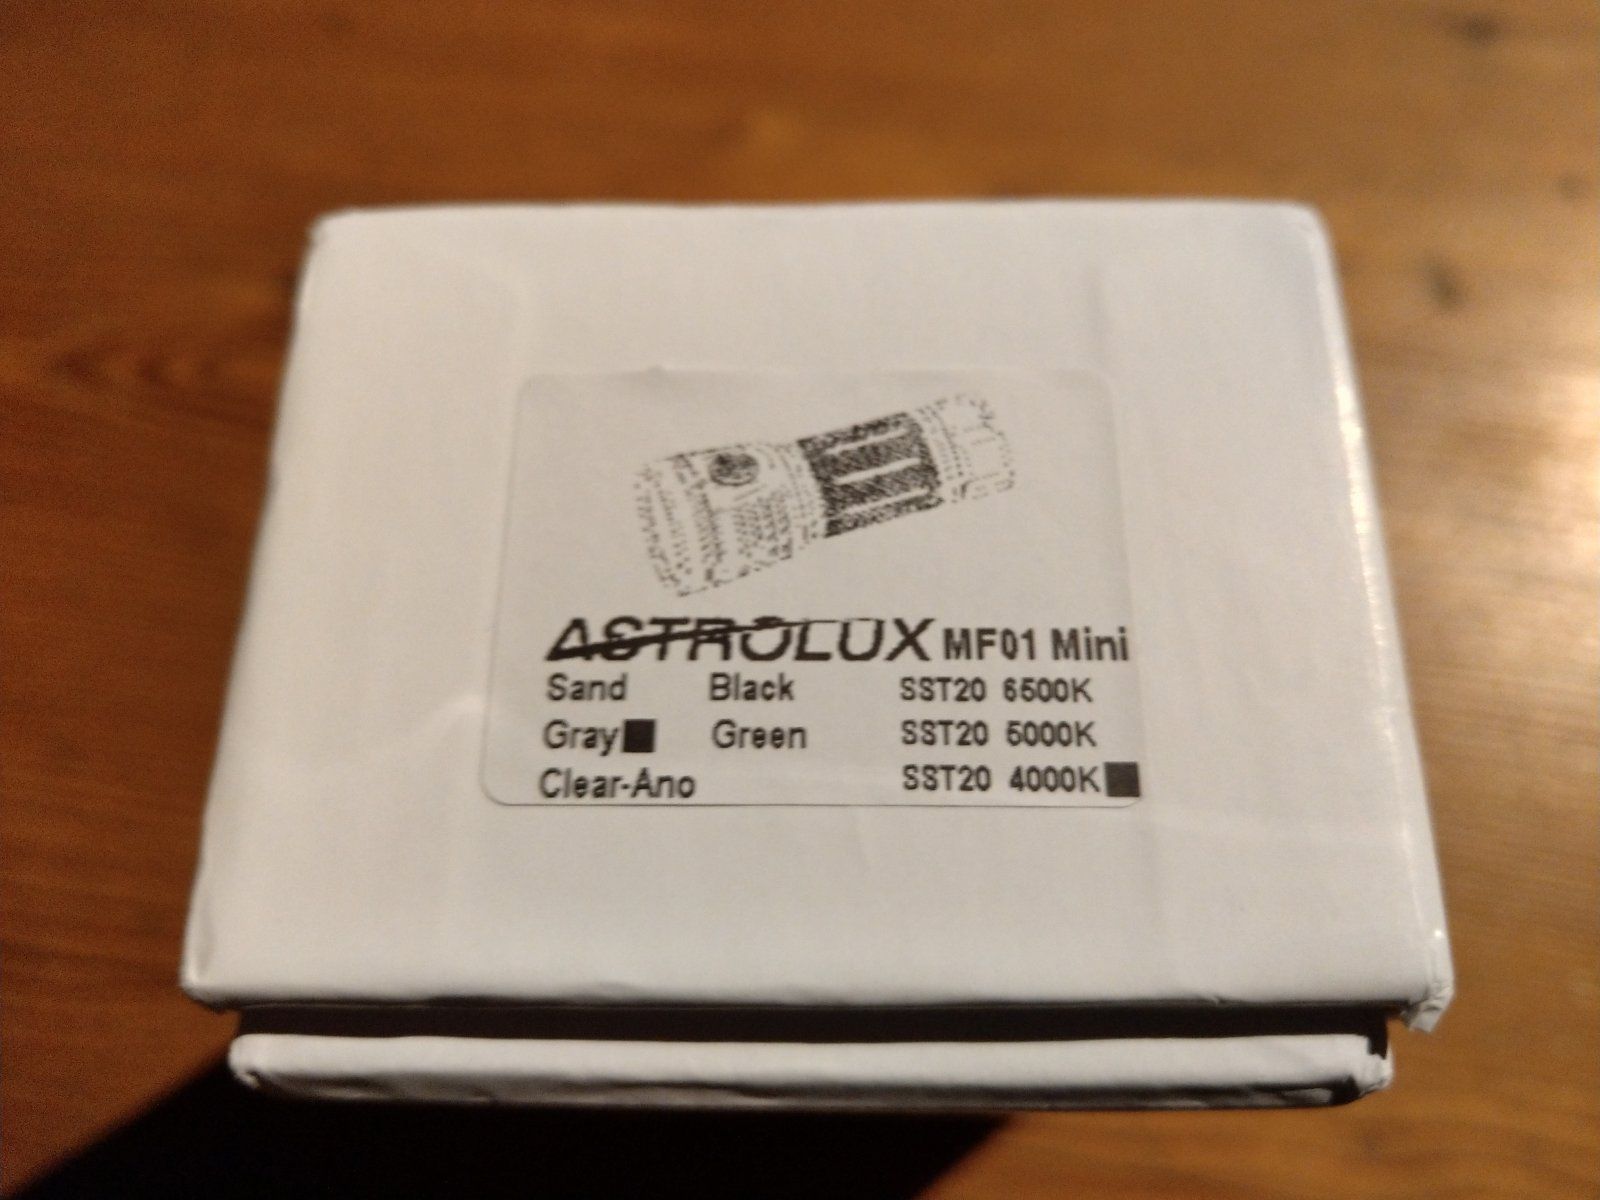 ASTROLUX MF01 Mini
Sand Black SST20 6500K
Gray■ Green SST20 5000K
Clear-Ano SST20 4000K■